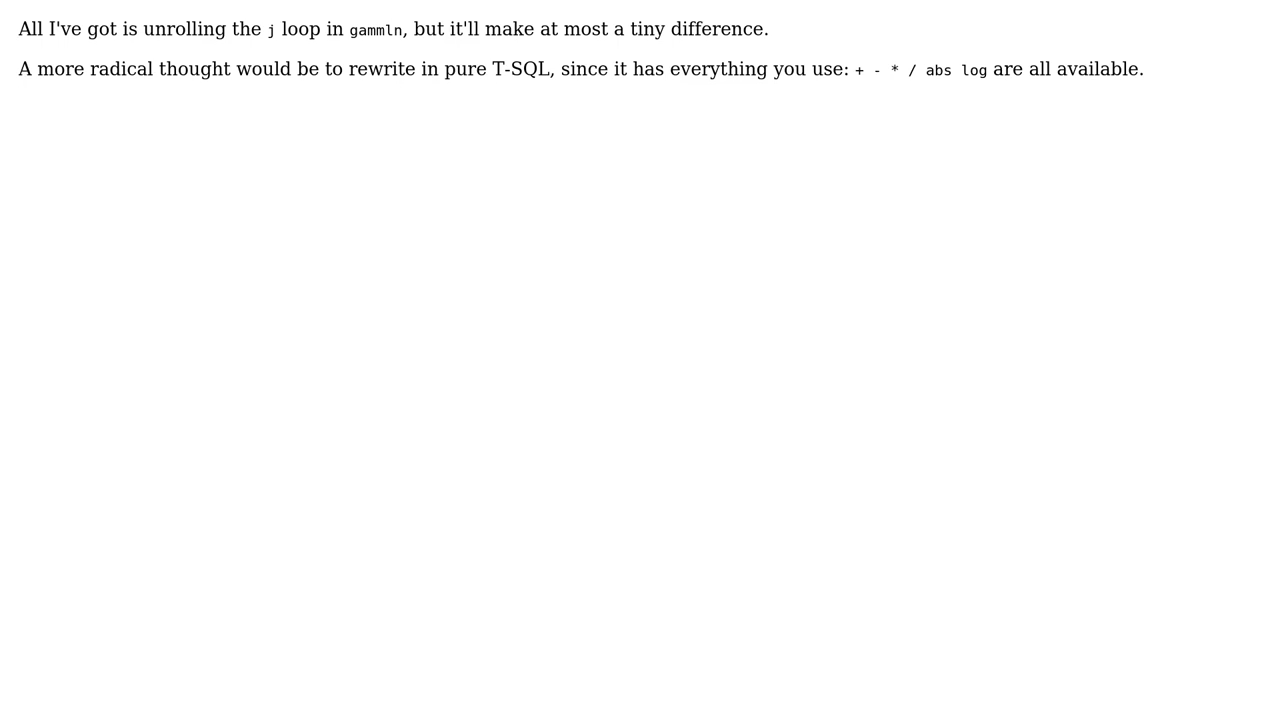 All I've got is unrolling the j loop in gammln, but it'll make at most a tiny difference.
A more radical thought would be to rewrite in pure T-SQL, since it has everything you use: + - * / abs log are all available.